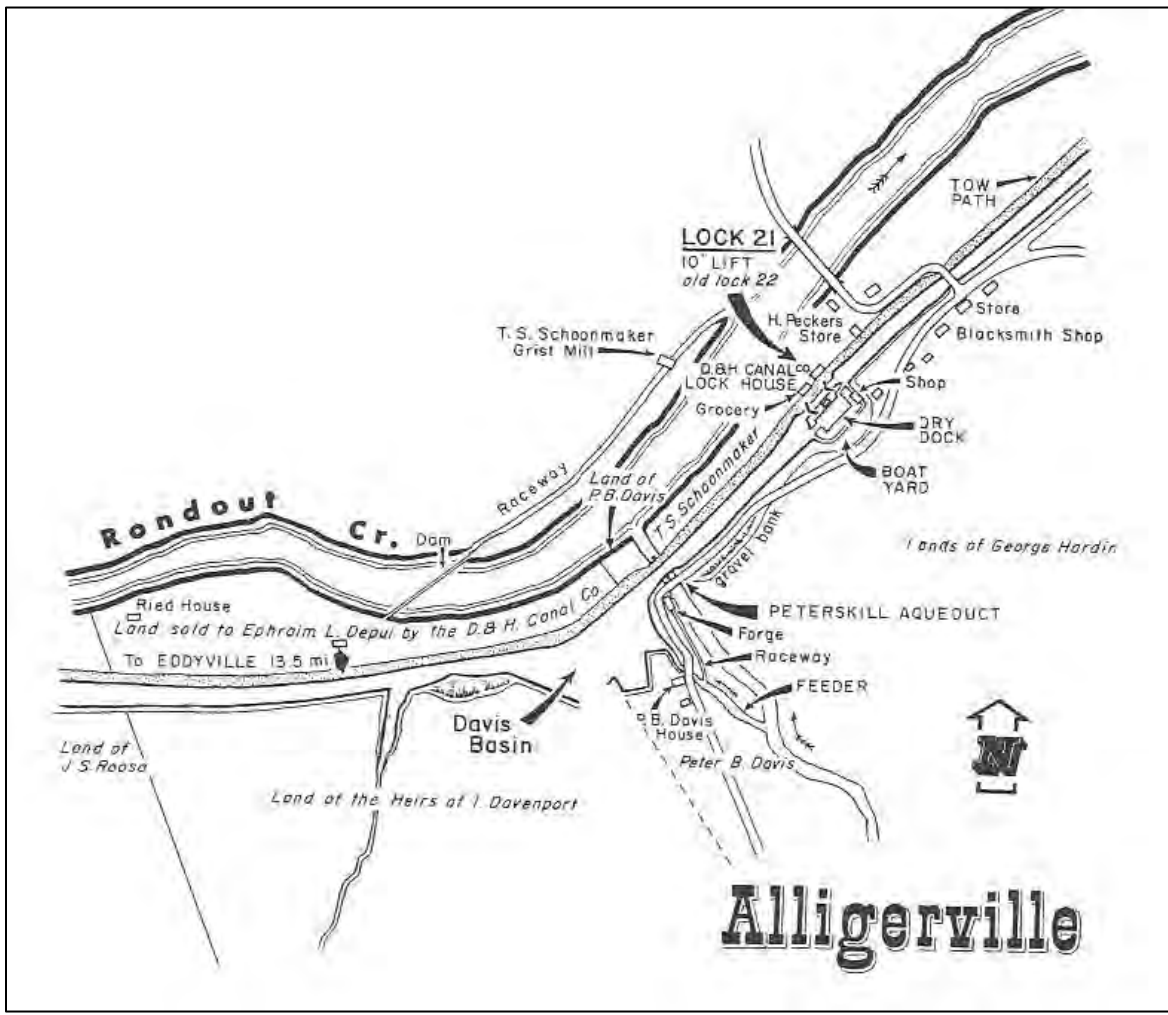 TOW
PATH
LOCK 21
10' LIFT
old lock 22
H. Peckers
Store
Store
Blacksmith Shop
T. S. Schoonmaker
Grist Mill
D.&H. CANAL CO.
LOCK HOUSE
Shop
Grocery
DRY
DOCK
BOAT
YARD
Raceway
Land of
P.B. Davis
T. S. Schoonmaker
Rondout Cr.
Dam
gravel bank
Lands of George Hardin
Ried House
Land sold to Ephraim L. Depui by the D.& H. Canal Co.
PETERSKILL AQUEDUCT
Forge
Raceway
To EDDYVILLE 13.5 mi
FEEDER
Davis
Basin
P. B. Davis
House
Peter B. Davis
N
Land of
J. S. Roosa
Land of the Heirs of I. Davenport
Alligerville